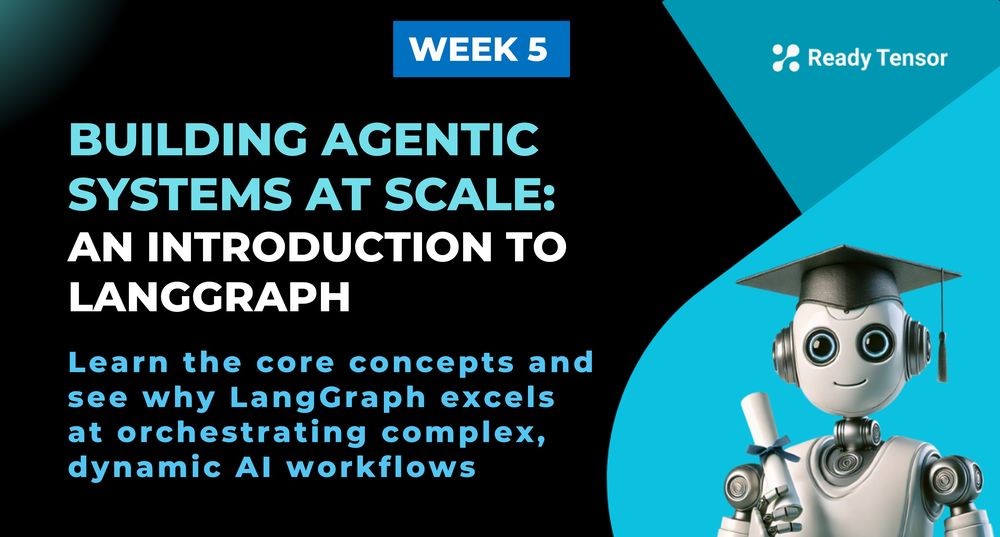 WEEK 5
Ready Tensor
BUILDING AGENTIC
SYSTEMS AT SCALE:
AN INTRODUCTION TO
LANGGRAPH
Learn the core concepts and
see why LangGraph excels
at orchestrating complex,
dynamic AI workflows